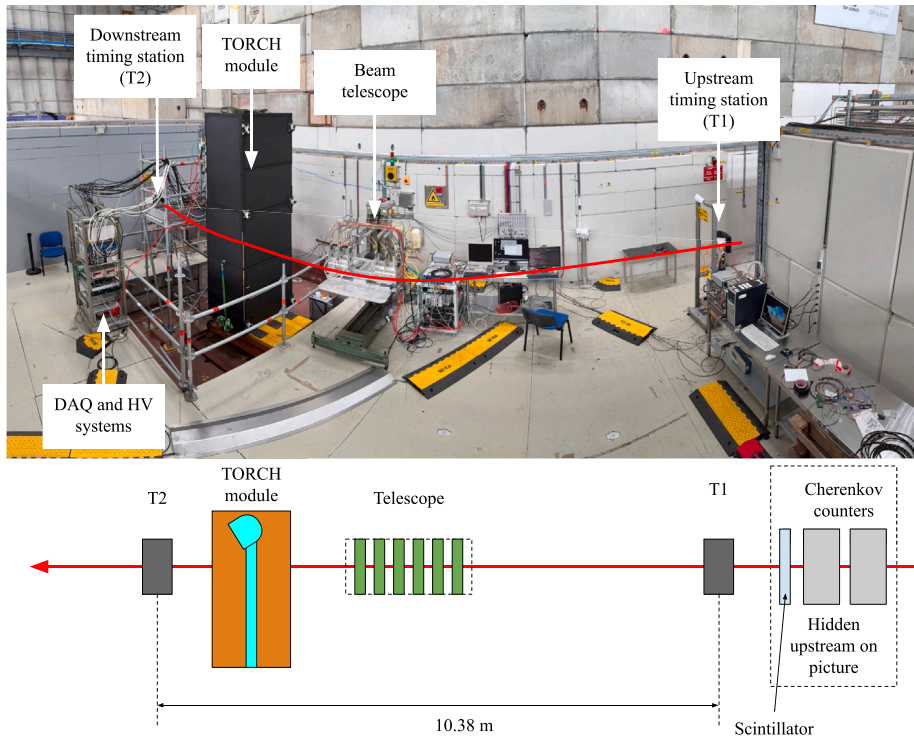 Downstream
timing station
(T2)
TORCH
module
Beam
telescope
Upstream
timing station
(T1)
DAQ and HV
systems
T2
TORCH
module
Telescope
T1
Cherenkov
counters
Hidden
upstream on
picture
10.38 m
Scintillator